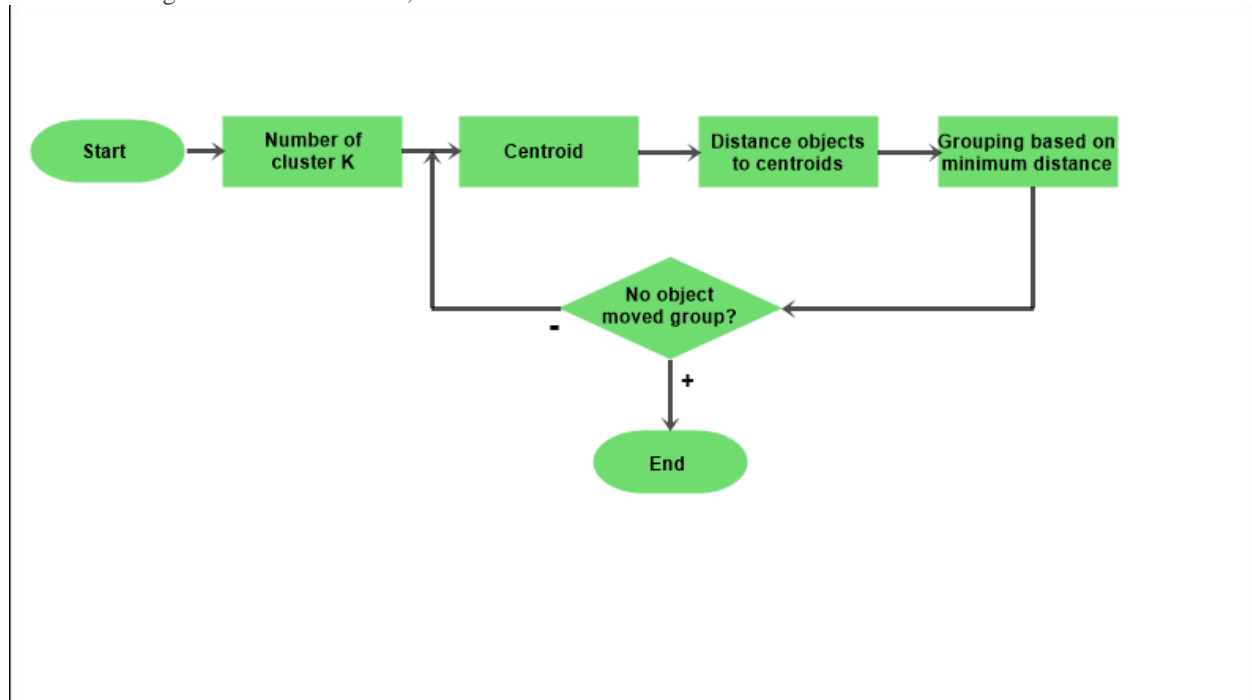 Start
Number of
cluster K
Centroid
Distance objects
to centroids
Grouping based on
minimum distance
No object
moved group?
-
+
End